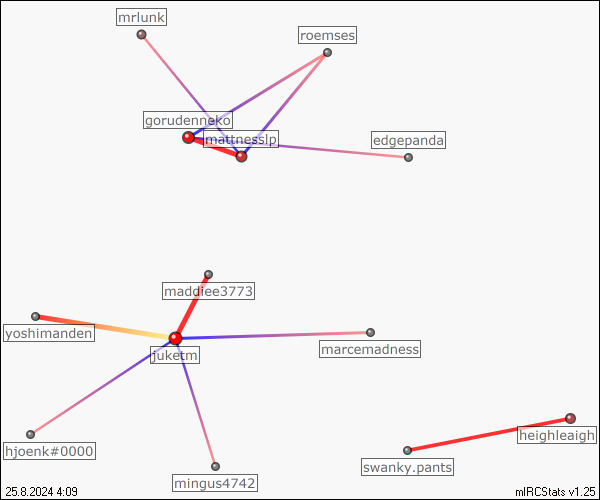 mrlunk
roemses
gorudenneko
mattnesslp
edgepanda
maddiee3773
yoshimanden
juketm
marcemadness
heighleaigh
hjoenk#0000
swanky.pants
mingus4742
25.8.2024 4:09
mIRCStats v1.25